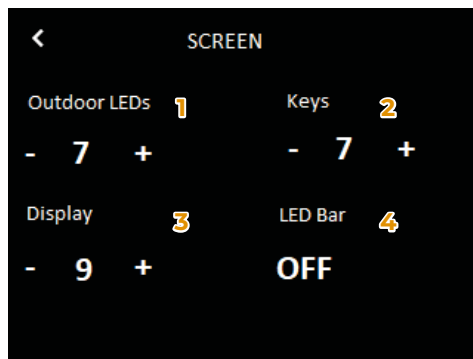 < SCREEN
Outdoor LEDs 1 Keys 2
- 7 + - 7 +
Display 3 LED Bar 4
- 9 + OFF